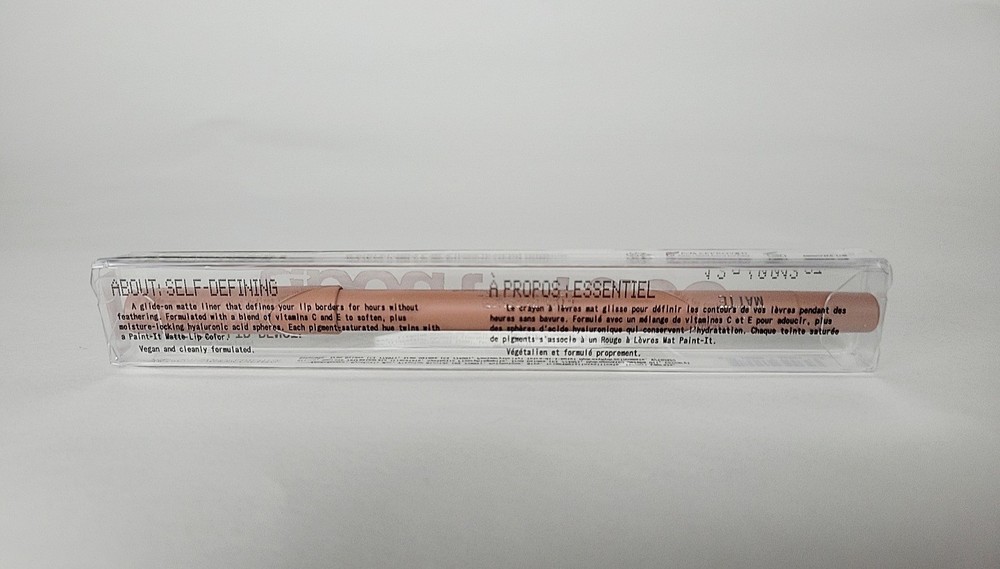 ABOUT: SELF-DEFINING
A glide-on matte liner that defines your lip borders for hours without
feathering. Formulated with a blend of vitamins C and E to soften, plus
moisture-locking hyaluronic acid spheres. Each pigment-saturated hue twins with
a Paint-It Matte Lip Color.
Vegan and cleanly formulated.
À PROPOS : ESSENTIEL
Le crayon à lèvres mat glisse pour définir les contours de vos lèvres pendant des
heures sans bavure. Formulé avec un mélange de vitamines C et E pour adoucir, plus
des sphères d'acide hyaluronique qui conservent l'hydratation. Chaque teinte saturée
de pigments s'associe à un Rouge à Lèvres Mat Paint-It.
Végétalien et formulé proprement.
MATTE